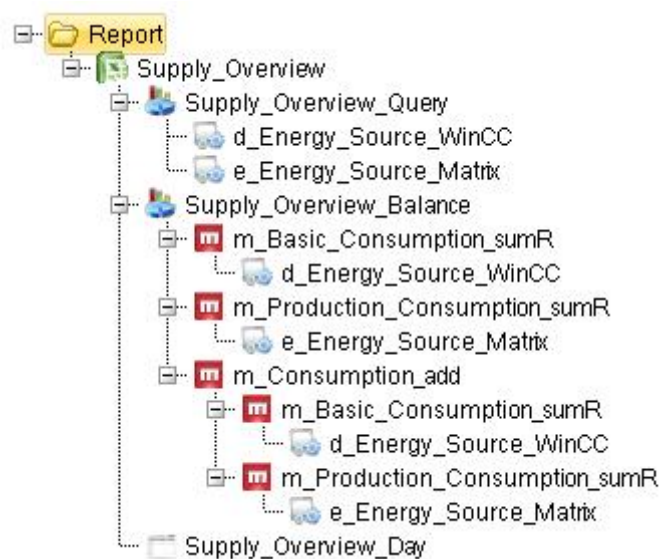 Report
Supply_Overview
Supply_Overview_Query
d_Energy_Source_WinCC
e_Energy_Source_Matrix
Supply_Overview_Balance
m_Basic_Consumption_sumR
d_Energy_Source_WinCC
m_Production_Consumption_sumR
e_Energy_Source_Matrix
m_Consumption_add
m_Basic_Consumption_sumR
d_Energy_Source_WinCC
m_Production_Consumption_sumR
e_Energy_Source_Matrix
Supply_Overview_Day